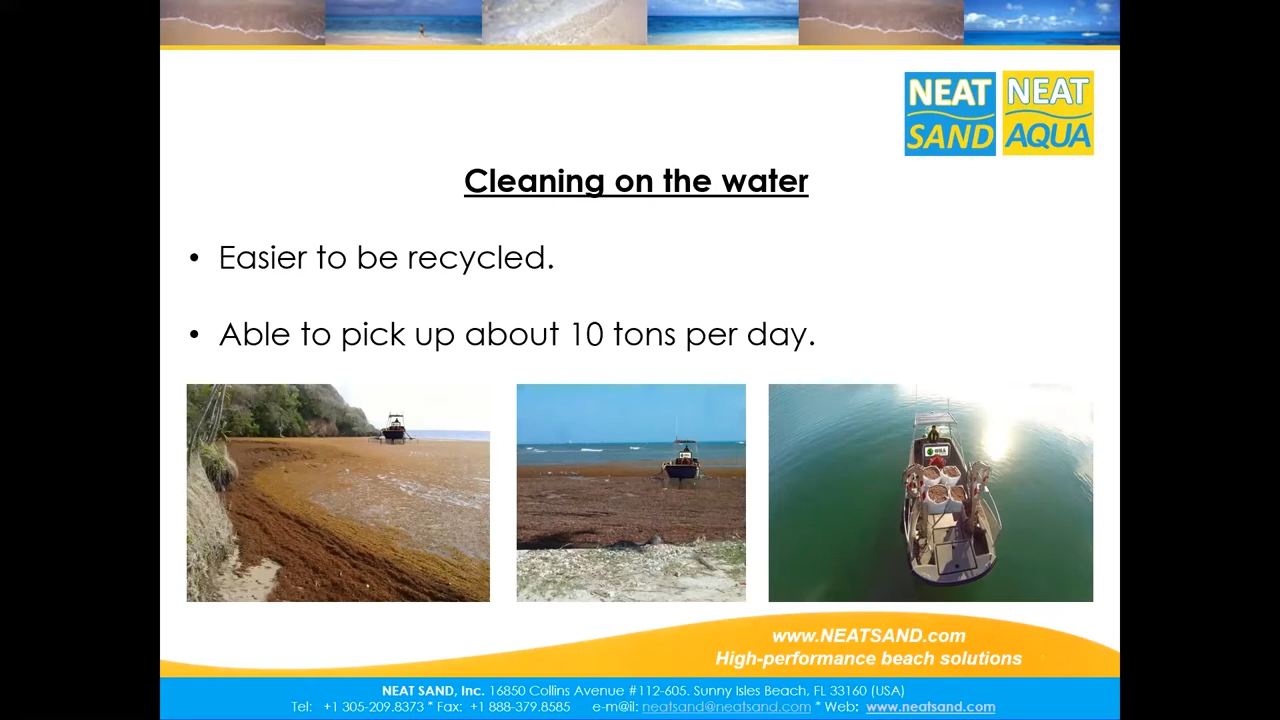 NEAT SAND
NEAT AQUA
Cleaning on the water
• Easier to be recycled.
• Able to pick up about 10 tons per day.
www.NEATSAND.com
High-performance beach solutions
NEAT SAND, Inc. 16850 Collins Avenue #112-605. Sunny Isles Beach, FL 33160 (USA)
Tel: +1 305-209.8373 * Fax: +1 888-379.8585 e-m@il: neatsand@neatsand.com * Web: www.neatsand.com